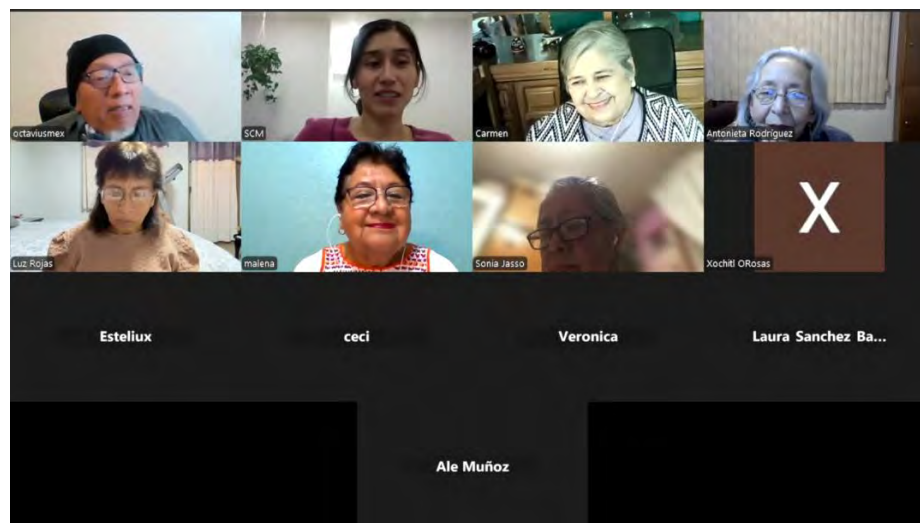 octaviusmex
SCM
Carmen
Antonieta Rodríguez
Luz Rojas
malena
Sonia Jasso
X
Xochitl ORosas
Esteliux
ceci
Veronica
Laura Sanchez Ba...
Ale Muñoz